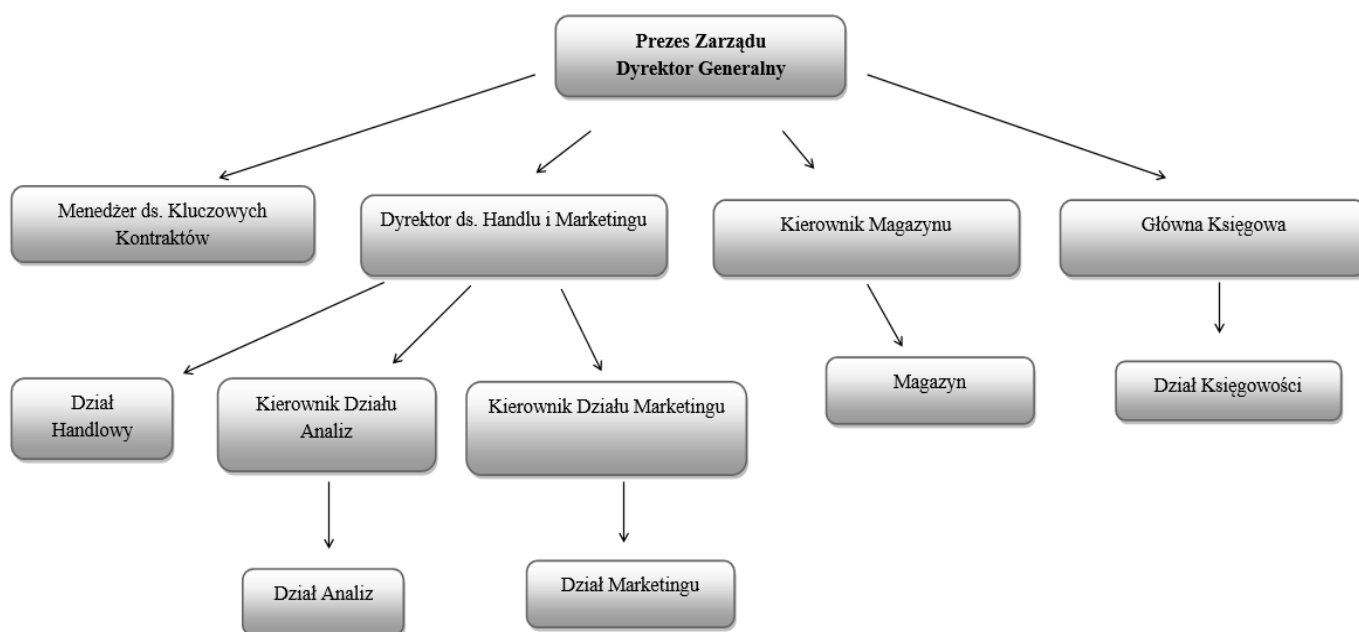 Prezes Zarządu
Dyrektor Generalny
Menedżer ds. Kluczowych
Kontraktów
Dyrektor ds. Handlu i Marketingu
Kierownik Magazynu
Główna Księgowa
Dział
Handlowy
Kierownik Działu
Analiz
Kierownik Działu Marketingu
Magazyn
Dział Księgowości
Dział Analiz
Dział Marketingu